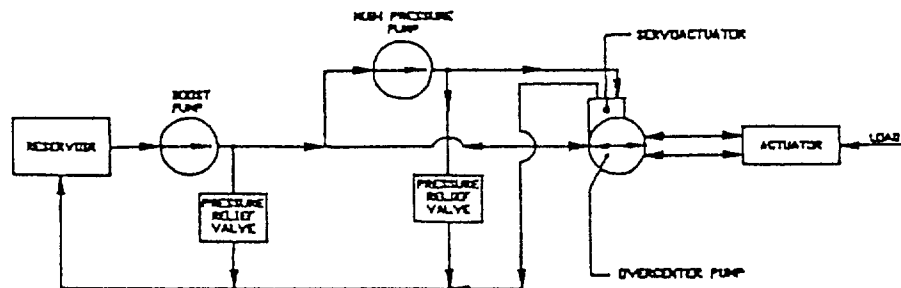 HIGH PRESSURE
PUMP
SERVOACTUATOR
BOOST
PUMP
RESERVOIR
ACTUATOR
LOAD
PRESSURE
RELIEF
VALVE
PRESSURE
RELIEF
VALVE
OVERCENTER PUMP